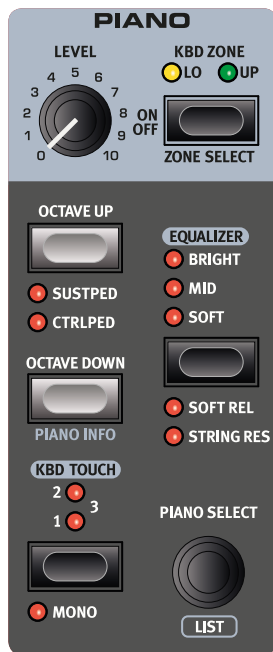 PIANO
LEVEL
KBD ZONE
LO UP
0 1 2 3 4 5 6 7 8 9 10
ON
OFF
ZONE SELECT
OCTAVE UP
SUSTPED
CTRLPED
EQUALIZER
BRIGHT
MID
SOFT
OCTAVE DOWN
PIANO INFO
SOFT REL
STRING RES
KBD TOUCH
2
3
1
MONO
PIANO SELECT
LIST